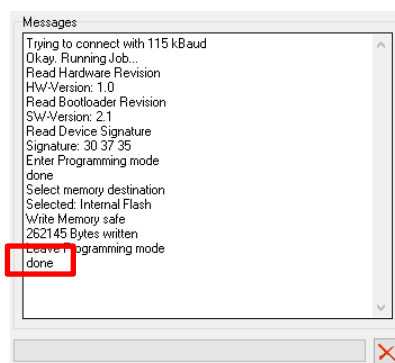 Messages
Trying to connect with 115 kBaud
Okay. Running Job...
Read Hardware Revision
HW-Version: 1.0
Read Bootloader Revision
SW-Version: 2.1
Read Device Signature
Signature: 30 37 35
Enter Programming mode
done
Select memory destination
Selected: Internal Flash
Write Memory safe
262145 Bytes written
Leave Programming mode
done